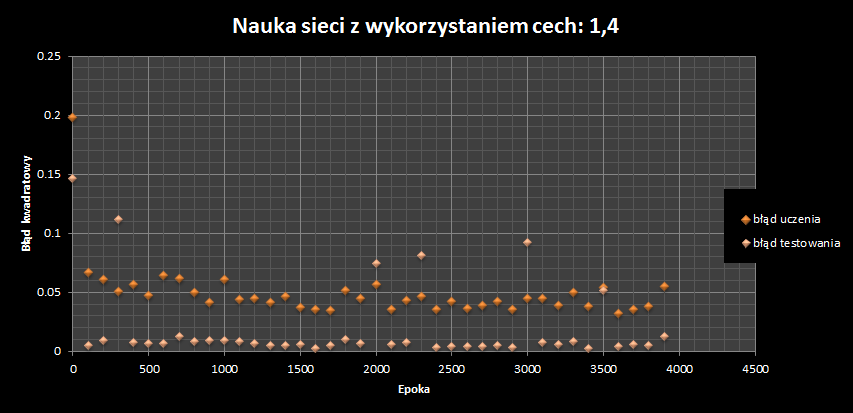 Nauka sieci z wykorzystaniem cech: 1,4
0.25
0.2
0.15
0.1
0.05
0
Błąd kwadratowy
0 500 1000 1500 2000 2500 3000 3500 4000 4500
Epoka
błąd uczenia
błąd testowania